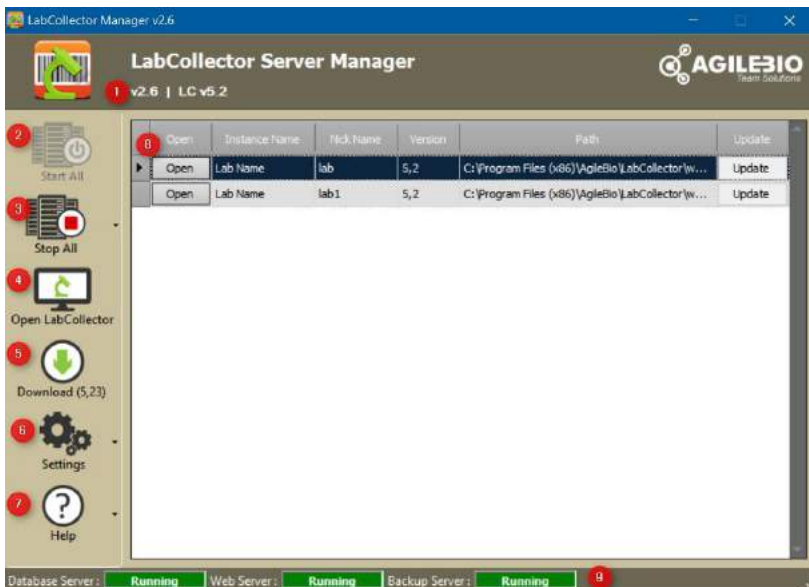 LabCollector Manager v2.6
LabCollector Server Manager
AGILEBIO
Team Solutions
1 v2.6 | LC v5.2
2
Start All
3
Stop All
4
Open LabCollector
5
Download (5,23)
6
Settings
7
Help
8 Open Instance Name Nick Name Version Path Update
Open Lab Name lab 5,2 C:\Program Files (x86)\AgileBio\LabCollector\w... Update
Open Lab Name lab1 5,2 C:\Program Files (x86)\AgileBio\LabCollector\w... Update
Database Server: Running Web Server: Running Backup Server: Running 9